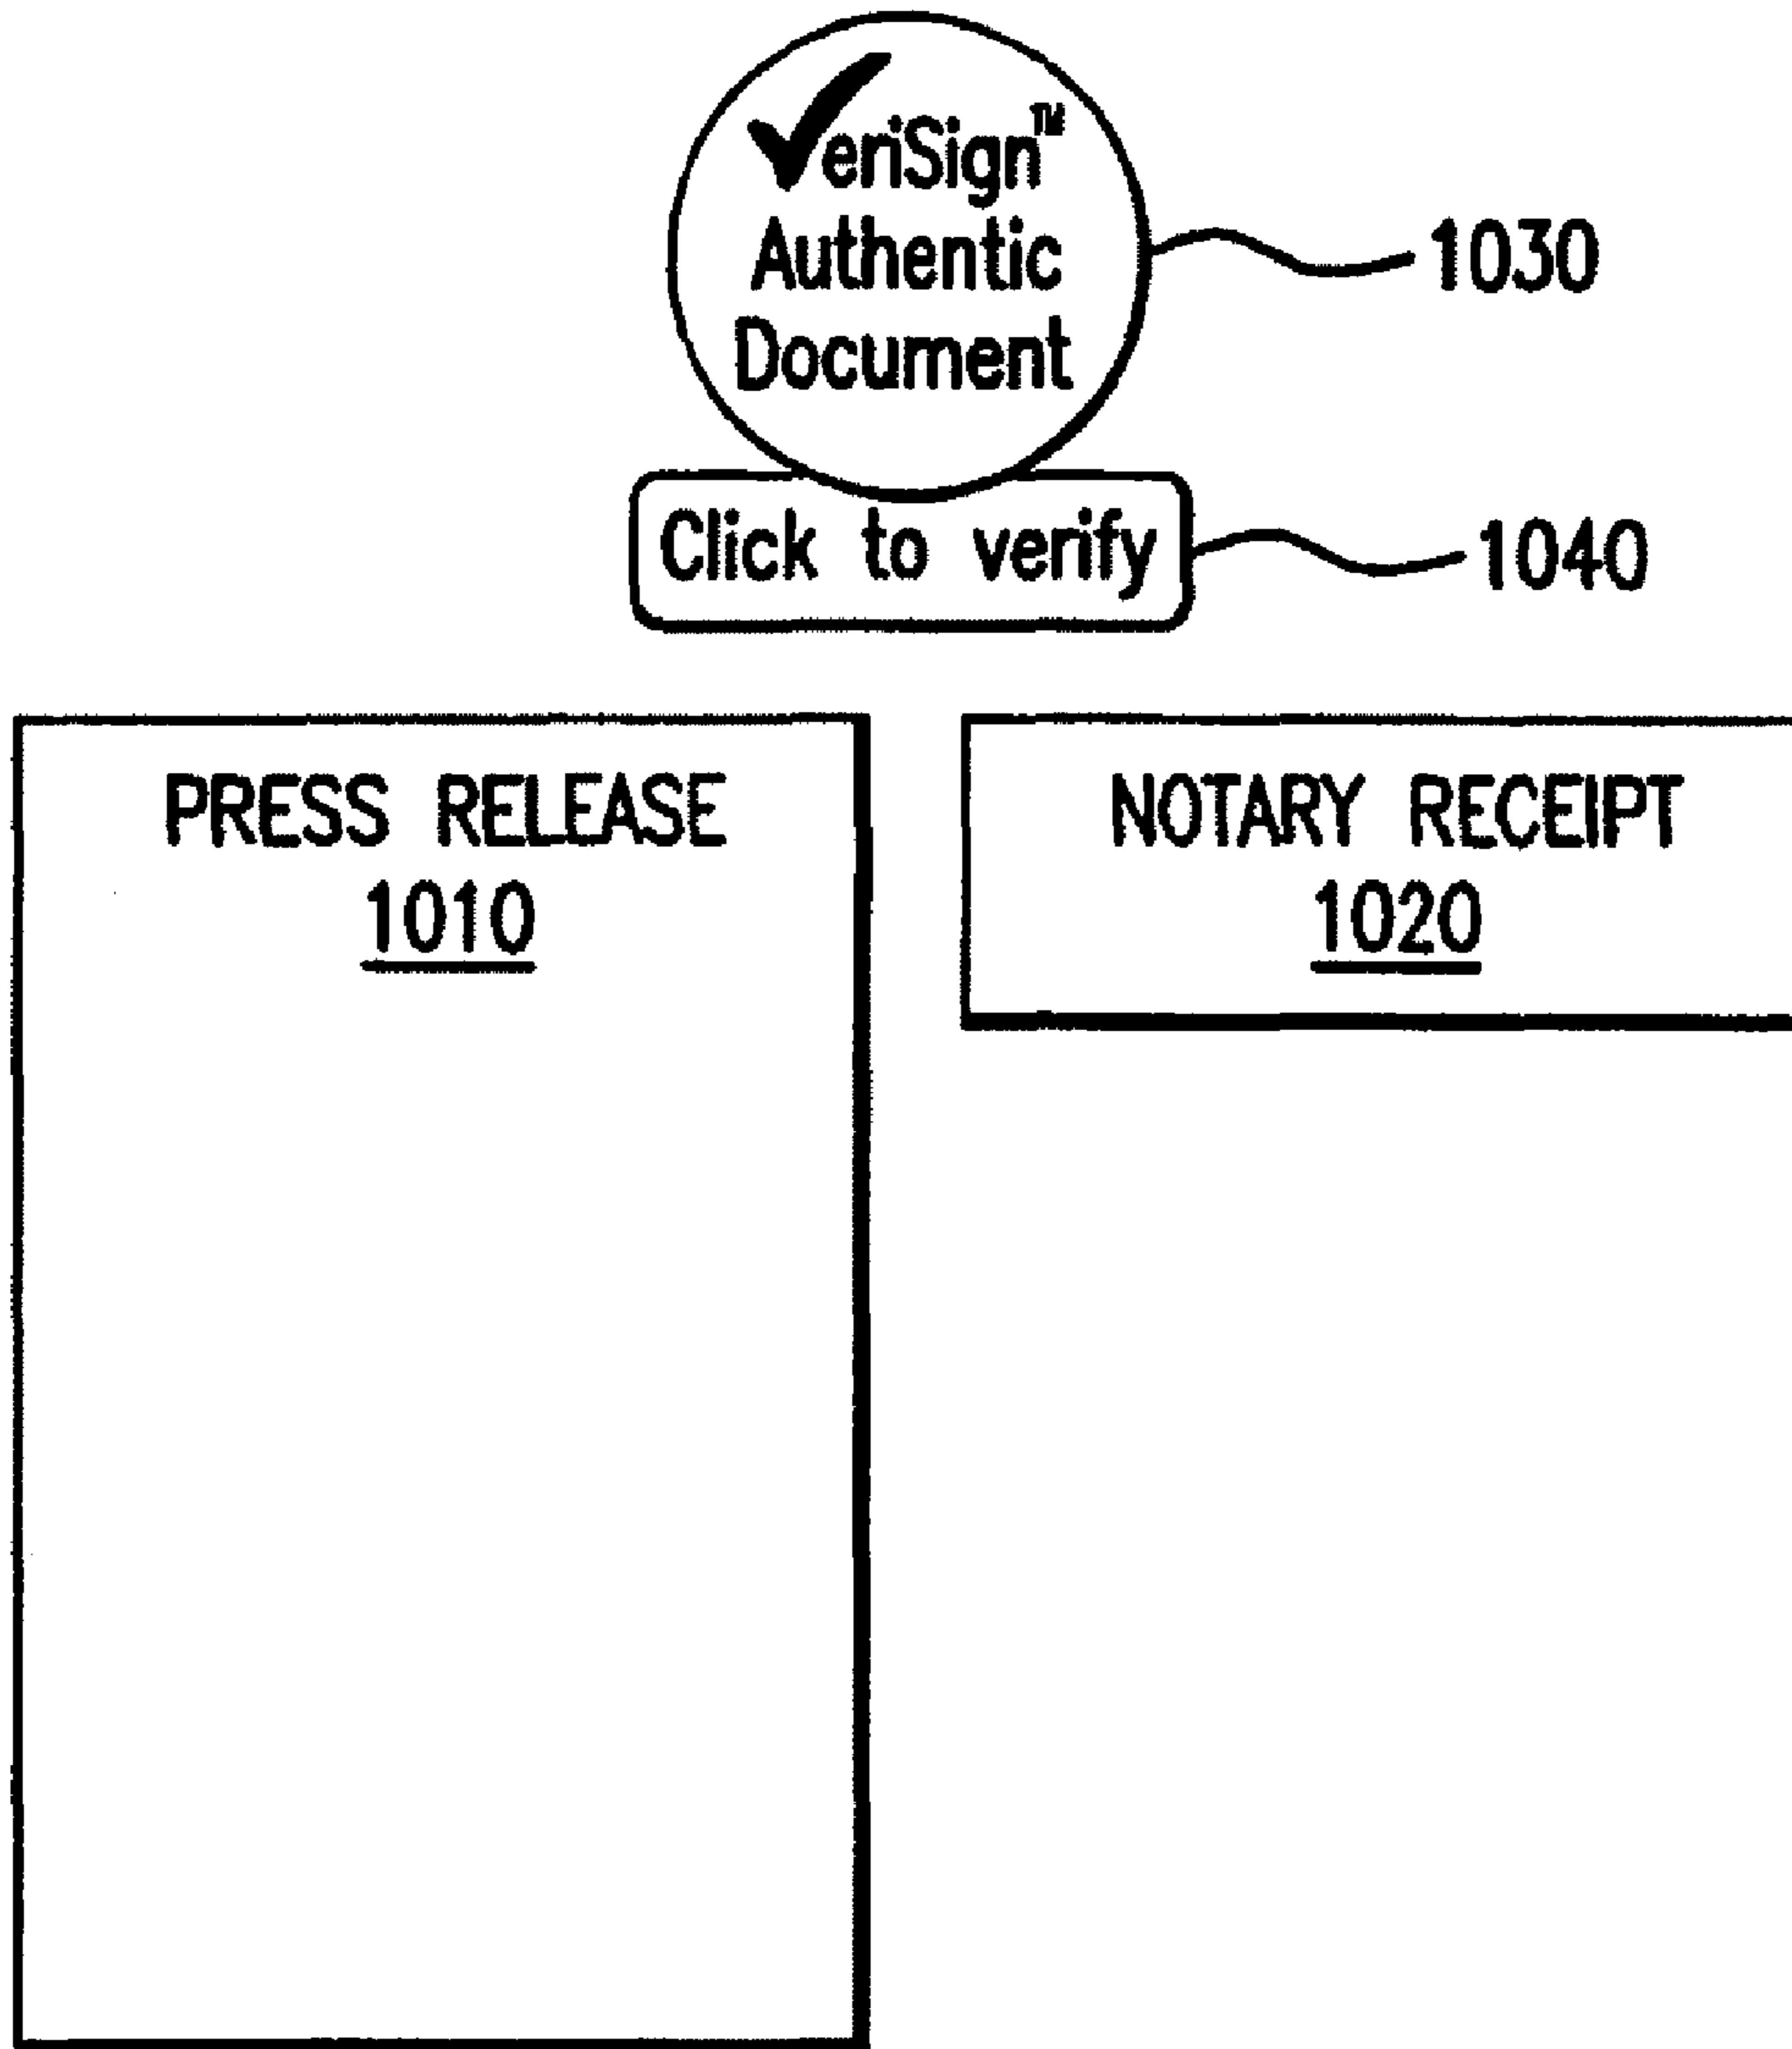 VeriSign™
Authentic
Document
1030
Click to verify
1040
PRESS RELEASE
1010
NOTARY RECEIPT
1020